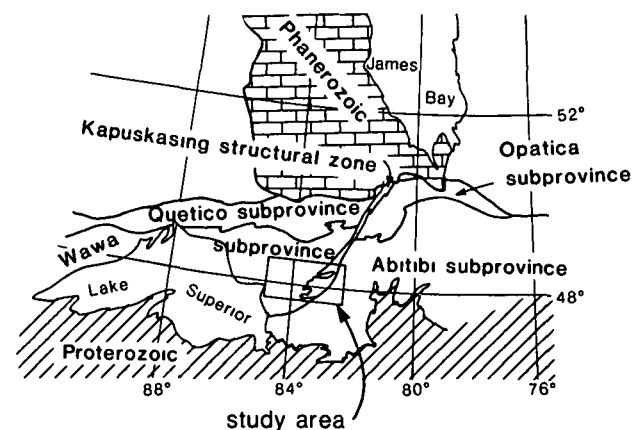 Phanerozoic
James
Bay
52°
Kapuskasing structural zone
Opatica
subprovince
Quetico subprovince
Wawa subprovince
Abitibi subprovince
Lake Superior
48°
Proterozoic
88° 84° 80° 76°
study area